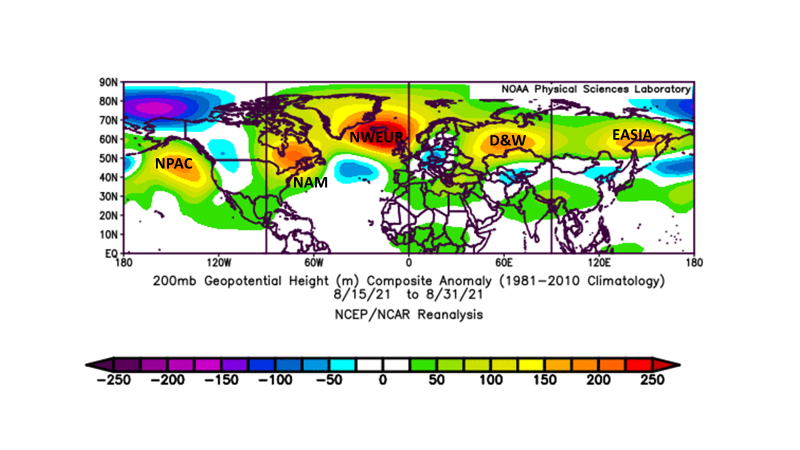 90N
NOAA Physical Sciences Laboratory
80N
70N
60N
NWEUR
D&W
EASIA
50N
NPAC
40N
NAM
30N
20N
10N
EQ
180 120W 60W 0 60E 120E 180
200mb Geopotential Height (m) Composite Anomaly (1981-2010 Climatology)
8/15/21 to 8/31/21
NCEP/NCAR Reanalysis
-250 -200 -150 -100 -50 0 50 100 150 200 250